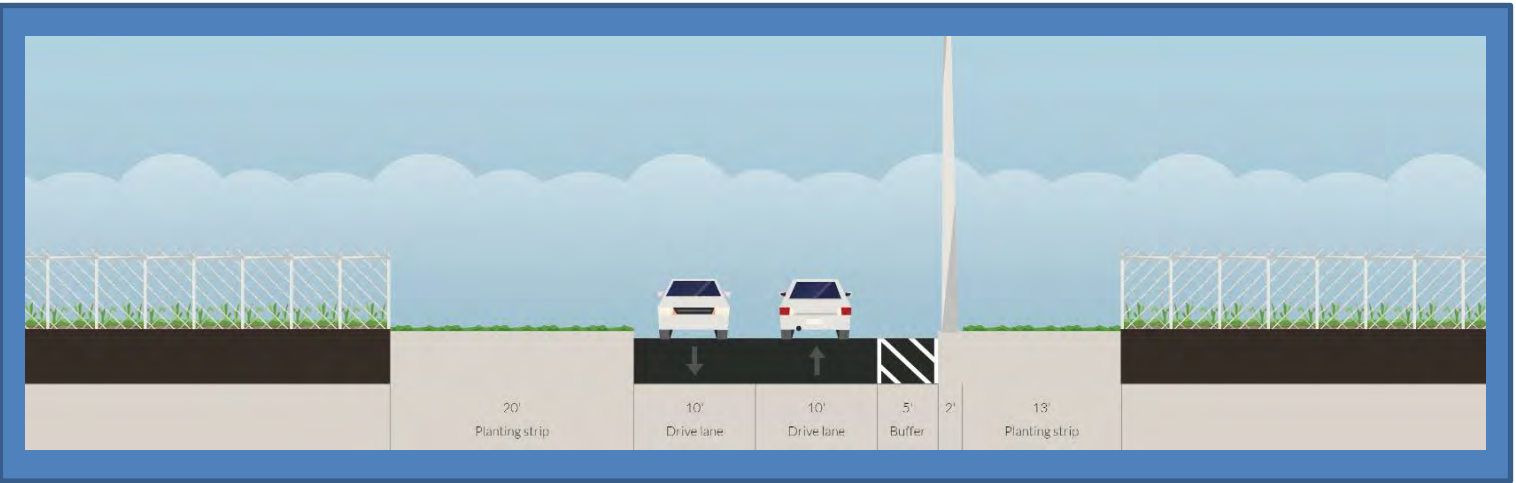 20'
Planting strip
10'
Drive lane
10'
Drive lane
5'
Buffer
2'
13'
Planting strip